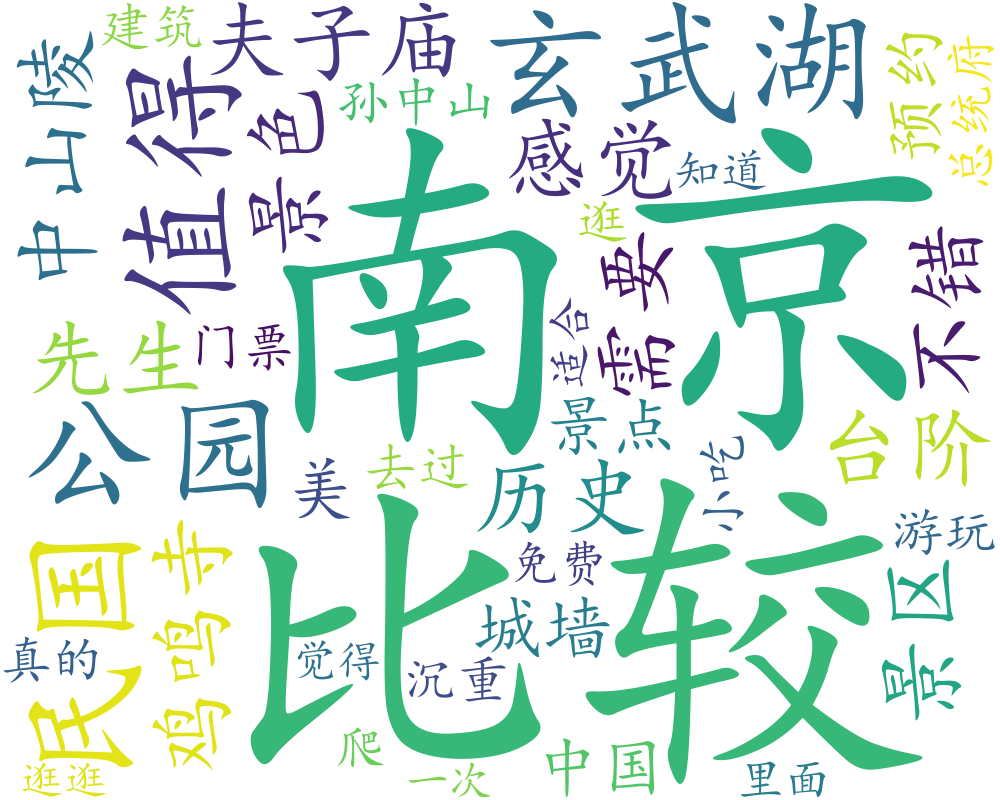 建筑
夫子庙
玄武湖
预约
总统府
中山陵
值得
景色
孙中山
感觉
知道
南京
逛
需要
不错
先生
门票
适合
公园
美
去过
景点
历史
小吃
台阶
游玩
民国
鸡鸣寺
比较
免费
城墙
景区
真的
觉得
沉重
爬
中国
逛逛
一次
里面